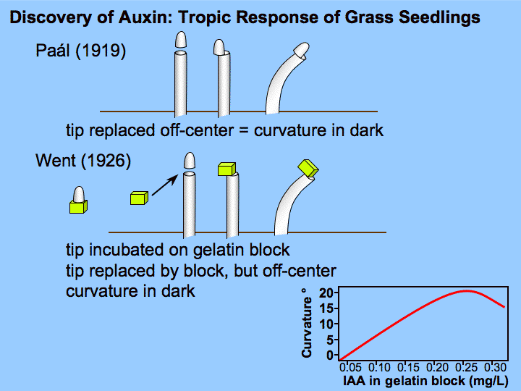 Discovery of Auxin: Tropic Response of Grass Seedlings
Paál (1919)
tip replaced off-center = curvature in dark
Went (1926)
tip incubated on gelatin block
tip replaced by block, but off-center
curvature in dark
Curvature °
20
15
10
5
0
0.05 0.10 0.15 0.20 0.25 0.30
IAA in gelatin block (mg/L)